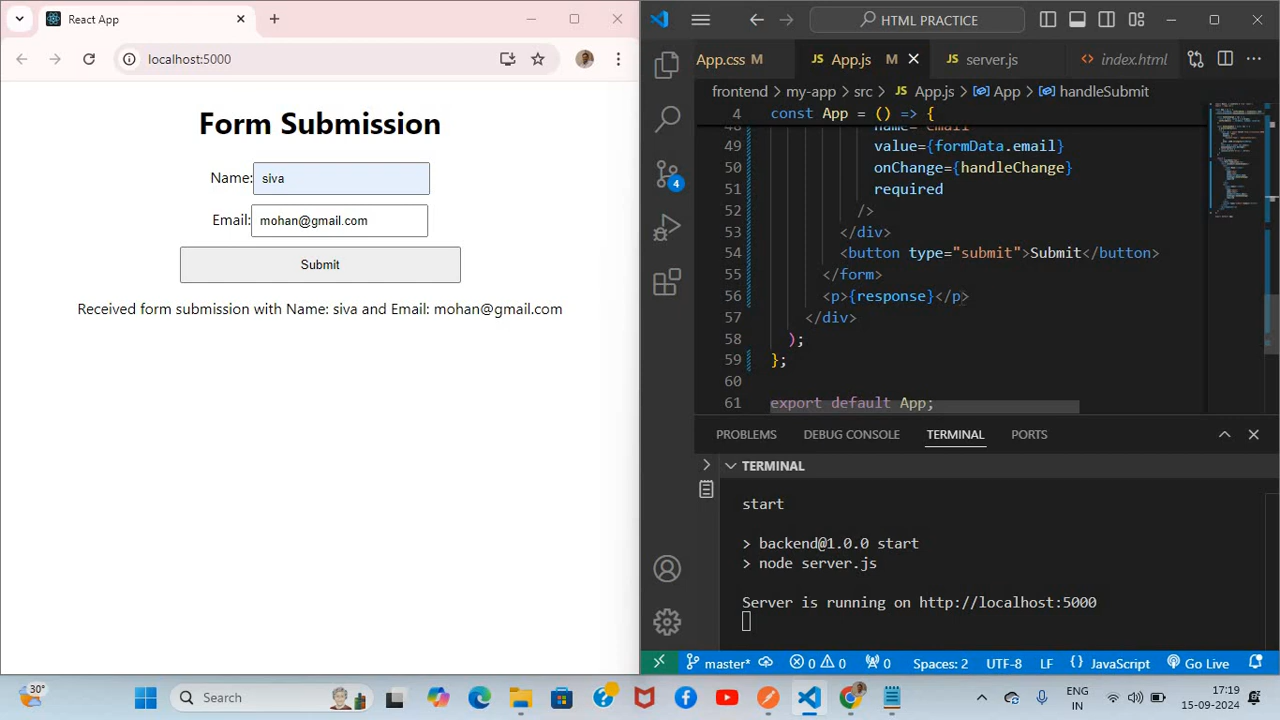 React App
localhost:5000
Form Submission
Name: siva
Email: mohan@gmail.com
Submit
Received form submission with Name: siva and Email: mohan@gmail.com
HTML PRACTICE
App.css M
JS App.js M
JS server.js
<> index.html
frontend > my-app > src > JS App.js > App > handleSubmit
4 const App = () => {
48 name="email"
49 value={formData.email}
50 onChange={handleChange}
51 required
52 />
53 </div>
54 <button type="submit">Submit</button>
55 </form>
56 <p>{response}</p>
57 </div>
58 );
59 };
60
61 export default App;
4
PROBLEMS DEBUG CONSOLE TERMINAL PORTS
TERMINAL
start
> backend@1.0.0 start
> node server.js
Server is running on http://localhost:5000
master* 0 0 0 Spaces: 2 UTF-8 LF {} JavaScript Go Live
30°
Search
ENG
IN
17:19
15-09-2024